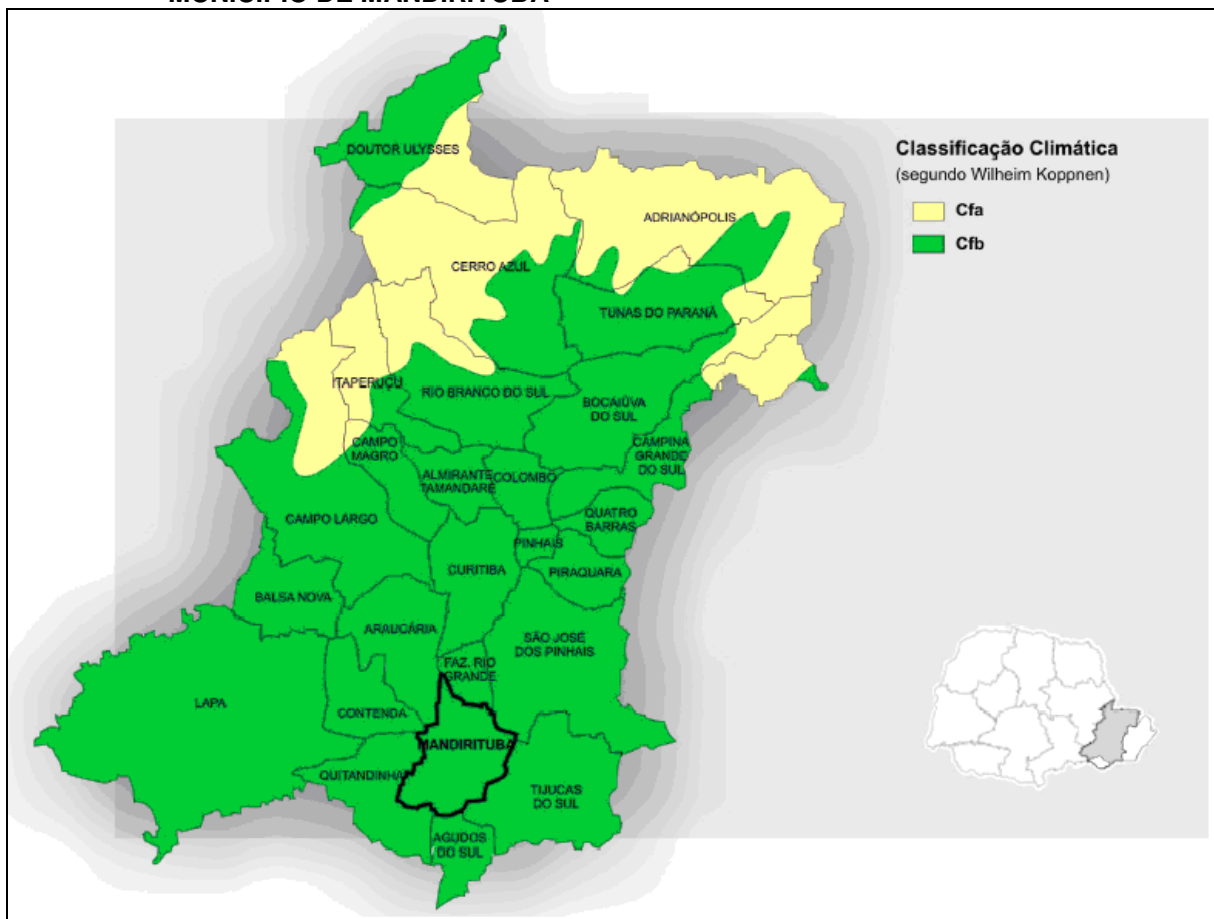 MUNICÍPIO DE MANDIRITUBA
Classificação Climática
(segundo Wilheim Koppnen)
Cfa
Cfb
DOUTOR ULYSSES
ADRIANÓPOLIS
CERRO AZUL
TUNAS DO PARANÁ
ITAPERUÇU
RIO BRANCO DO SUL
BOCAIÚVA
DO SUL
CAMPO
MAGRO
CAMPINA
GRANDE
DO SUL
ALMIRANTE
TAMANDARÉ
COLOMBO
QUATRO
BARRAS
CAMPO LARGO
PINHAIS
CURITIBA
PIRAQUARA
BALSA NOVA
ARAUCÁRIA
SÃO JOSÉ
DOS PINHAIS
FAZ. RIO
GRANDE
LAPA
CONTENDA
MANDIRITUBA
QUITANDINHA
TIJUCAS
DO SUL
AGUDOS
DO SUL